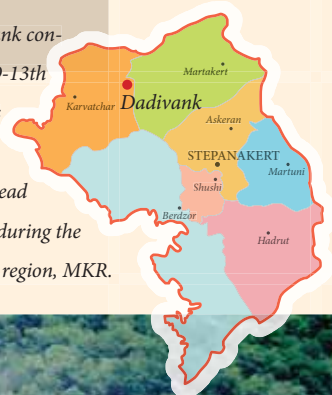 nk con-
-13th
ead
during the
region, MKR.
Martakert
Karvatchar
Dadivank
Askeran
STEPANAKERT
Martuni
Shushi
Berdzor
Hadrut